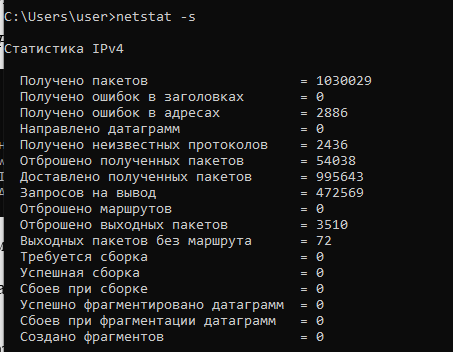 C:\Users\user>netstat -s
Статистика IPv4
Получено пакетов = 1030029
Получено ошибок в заголовках = 0
Получено ошибок в адресах = 2886
Направлено датаграмм = 0
Получено неизвестных протоколов = 2436
Отброшено полученных пакетов = 54038
Доставлено полученных пакетов = 995643
Запросов на вывод = 472569
Отброшено маршрутов = 0
Отброшено выходных пакетов = 3510
Выходных пакетов без маршрута = 72
Требуется сборка = 0
Успешная сборка = 0
Сбоев при сборке = 0
Успешно фрагментировано датаграмм = 0
Сбоев при фрагментации датаграмм = 0
Создано фрагментов = 0